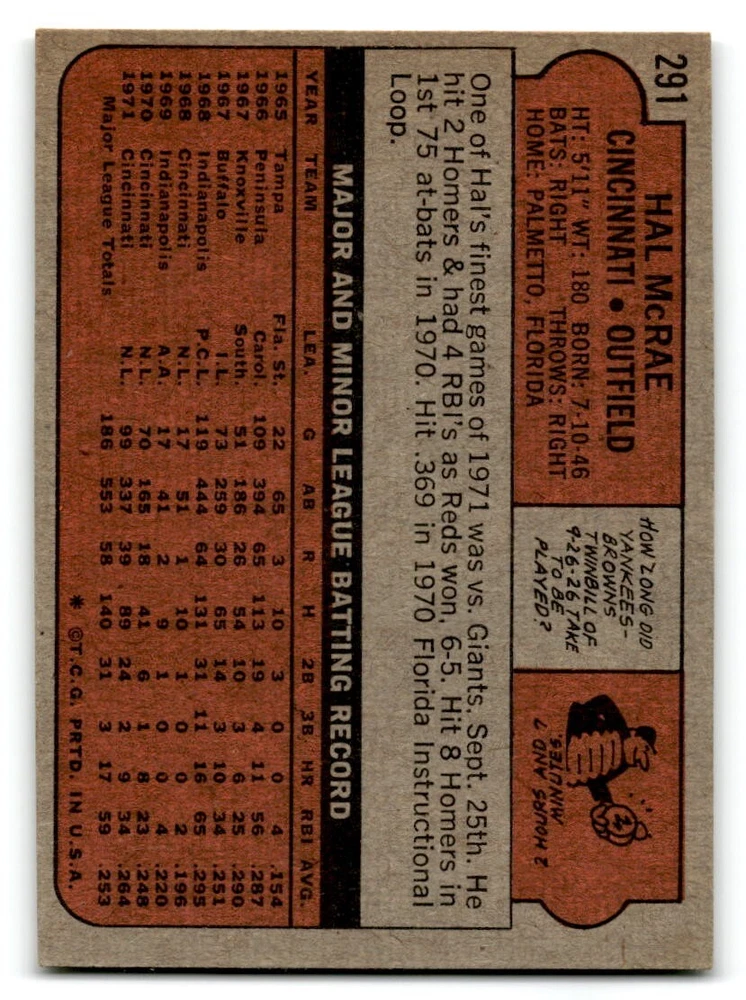 291
HAL McRAE
CINCINNATI • OUTFIELD
HT: 5'11" WT: 180 BORN: 7-10-46
BATS: RIGHT THROWS: RIGHT
HOME: PALMETTO, FLORIDA
HOW LONG DID
YANKEES-
BROWNS
TWINBILL OF
9-26-26 TAKE
TO BE
PLAYED?
2 HOURS AND 7
MINUTES
One of Hal's finest games of 1971 was vs. Giants, Sept. 25th. He
hit 2 Homers & had 4 RBI's as Reds won, 6-5. Hit 8 Homers in
1st 75 at-bats in 1970. Hit .369 in 1970 Florida Instructional
Loop.
MAJOR AND MINOR LEAGUE BATTING RECORD
YEAR TEAM LEA. G AB R H 2B 3B HR RBI AVG.
1965 Tampa Fla. St. 22 65 3 10 3 0 0 4 .154
1966 Peninsula Carol. 109 394 65 113 19 4 11 56 .287
1967 Knoxville South. 51 186 26 54 10 3 6 25 .290
1967 Buffalo I.L. 73 259 30 65 14 3 10 34 .251
1968 Indianapolis P.C.L. 119 444 64 131 31 11 16 65 .295
1968 Cincinnati N.L. 17 51 1 10 1 0 0 2 .196
1969 Indianapolis A.A. 17 41 2 9 1 0 0 4 .220
1970 Cincinnati N.L. 70 165 18 41 6 1 8 23 .248
1971 Cincinnati N.L. 99 337 39 89 24 2 9 34 .264
Major League Totals 186 553 58 140 31 3 17 59 .253
* ©T.C.G. PRTD. IN U.S.A.